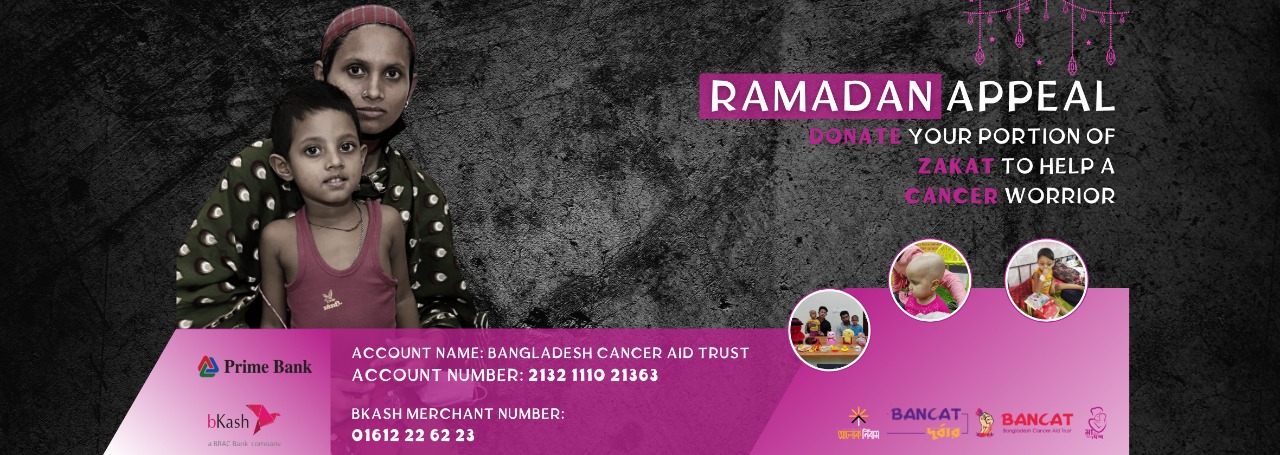 RAMADAN APPEAL
DONATE YOUR PORTION OF
ZAKAT TO HELP A
CANCER WORRIOR
Prime Bank
ACCOUNT NAME: BANGLADESH CANCER AID TRUST
ACCOUNT NUMBER: 2132 1110 21363
bKash
a BRAC Bank company
BKASH MERCHANT NUMBER:
01612 22 62 23
আলোক নিবাস
BANCAT
দুর্বার
BANCAT
Bangladesh Cancer Aid Trust